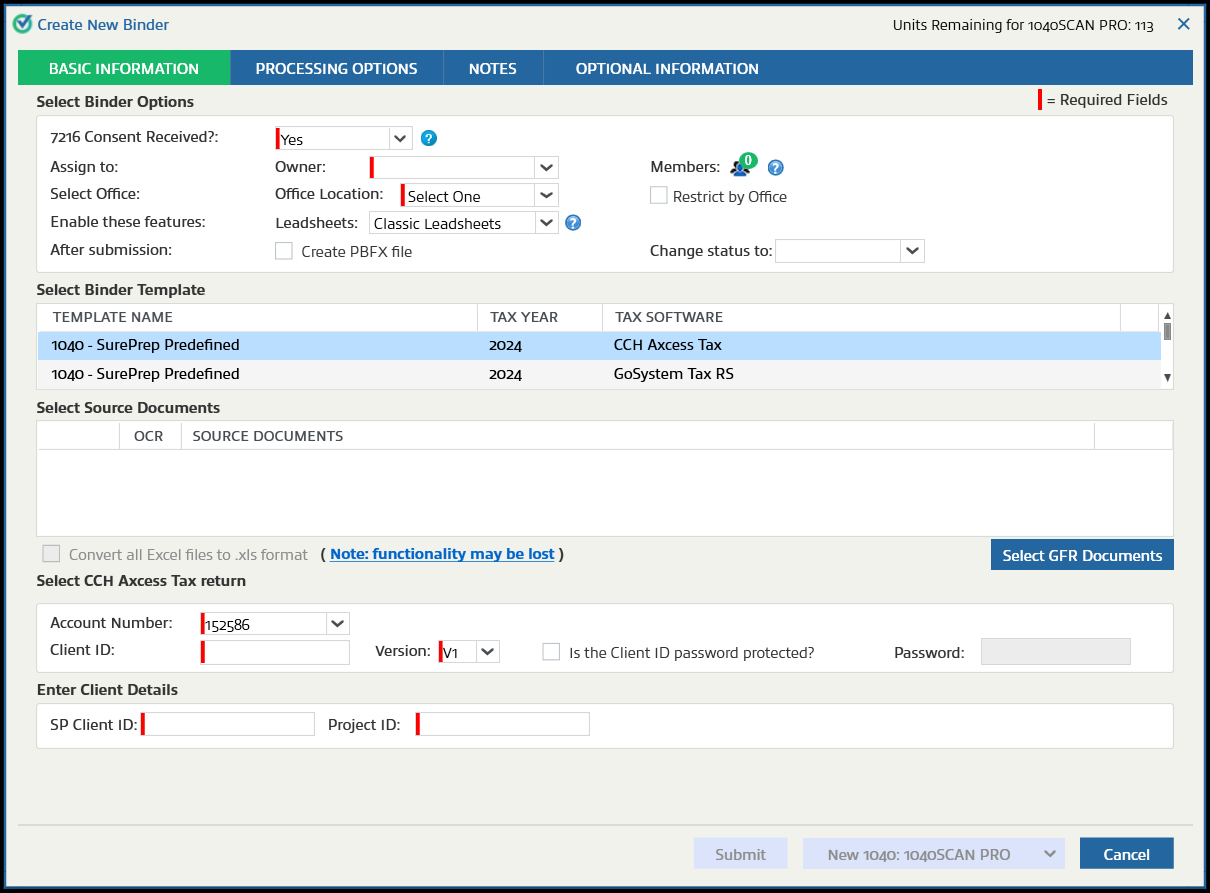 Create New Binder
Units Remaining for 1040SCAN PRO: 113
BASIC INFORMATION PROCESSING OPTIONS NOTES OPTIONAL INFORMATION
Select Binder Options
= Required Fields
7216 Consent Received?: Yes ?
Assign to: Owner: Members: 0 ?
Select Office: Office Location: Select One Restrict by Office
Enable these features: Leadsheets: Classic Leadsheets ?
After submission: Create PBFX file Change status to:
Select Binder Template
TEMPLATE NAME TAX YEAR TAX SOFTWARE
1040 - SurePrep Predefined 2024 CCH Axcess Tax
1040 - SurePrep Predefined 2024 GoSystem Tax RS
Select Source Documents
OCR SOURCE DOCUMENTS
Convert all Excel files to .xls format ( Note: functionality may be lost )
Select GFR Documents
Select CCH Axcess Tax return
Account Number: 152586
Client ID: Version: V1 Is the Client ID password protected? Password:
Enter Client Details
SP Client ID: Project ID:
Submit New 1040: 1040SCAN PRO Cancel